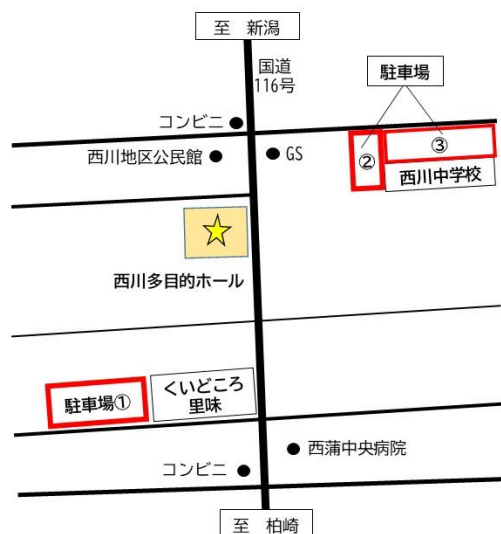 至　新潟
国道
116号
駐車場
コンビニ
西川地区公民館
GS
②
③
西川中学校
西川多目的ホール
駐車場①
くいどころ
里味
西蒲中央病院
コンビニ
至　柏崎